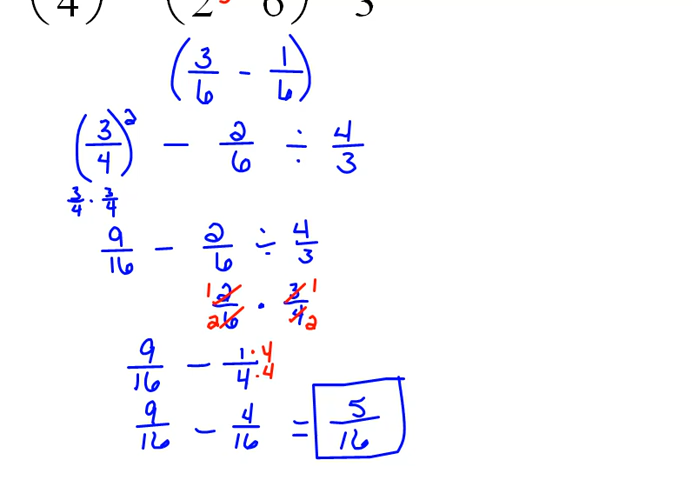 (3/6 - 1/6)
(3/4)² - 2/6 ÷ 4/3
3/4 · 3/4
9/16 - 2/6 ÷ 4/3
1 2/6 2 · 3/4 1 2
9/16 - 1·4/4·4
9/16 - 4/16 = 5/16